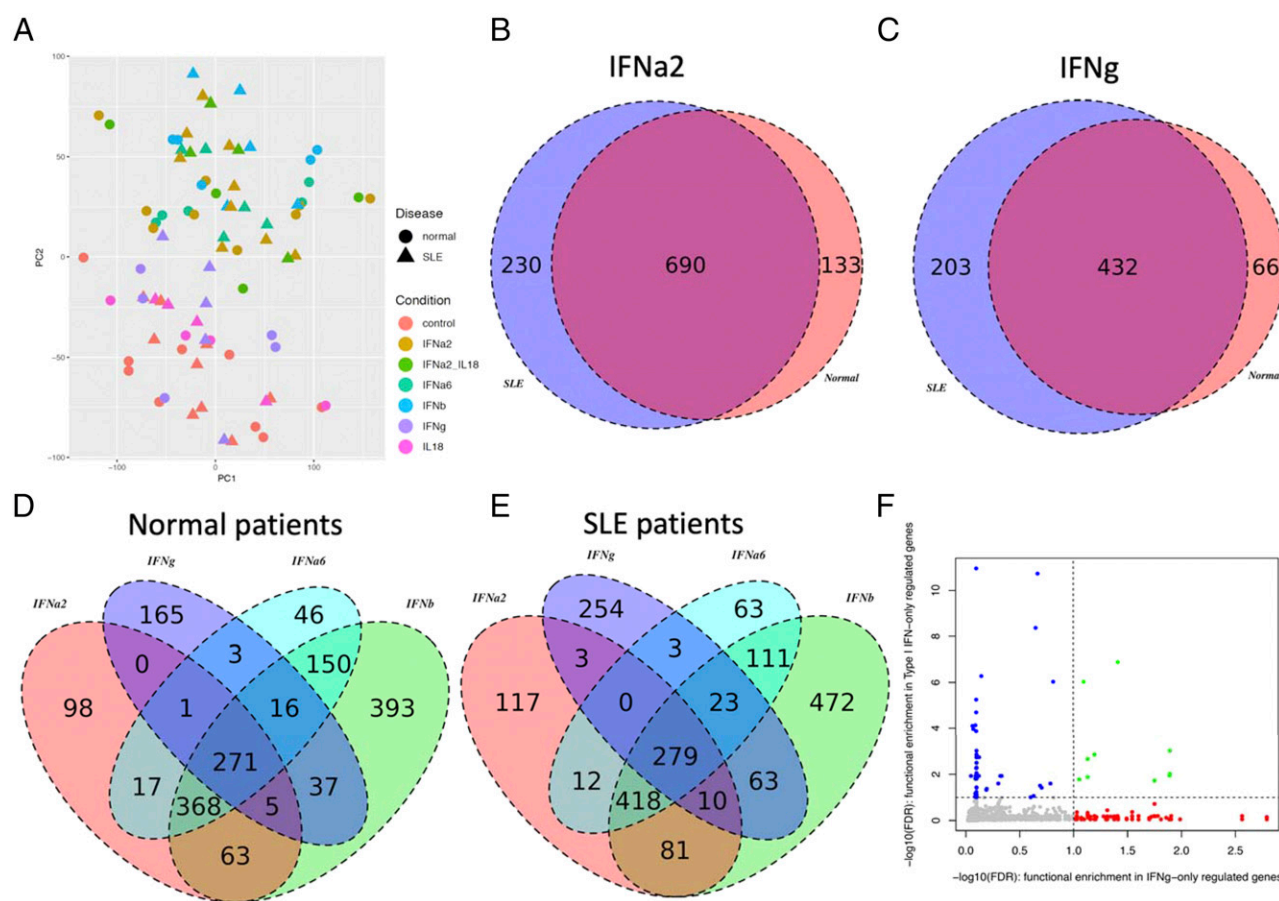 A
100
50
0
-50
-100
PC2
-100
0
100
PC1
Disease
normal
SLE
Condition
control
IFNa2
IFNa2_IL18
IFNa6
IFNb
IFNg
IL18
B
IFNa2
230
690
133
SLE
Normal
C
IFNg
203
432
66
SLE
Norma
D
Normal patients
IFNa2
IFNg
IFNa6
IFNb
165
46
0
3
150
98
1
16
393
271
17
37
368
5
63
E
SLE patients
IFNa2
IFNg
IFNa6
IFNb
254
63
3
3
111
117
0
23
472
279
12
63
418
10
81
F
-log10(FDR): functional enrichment in Type I IFN-only regulated genes
10
8
6
4
2
0
0.0
0.5
1.0
1.5
2.0
2.5
-log10(FDR): functional enrichment in IFNg-only regulated genes